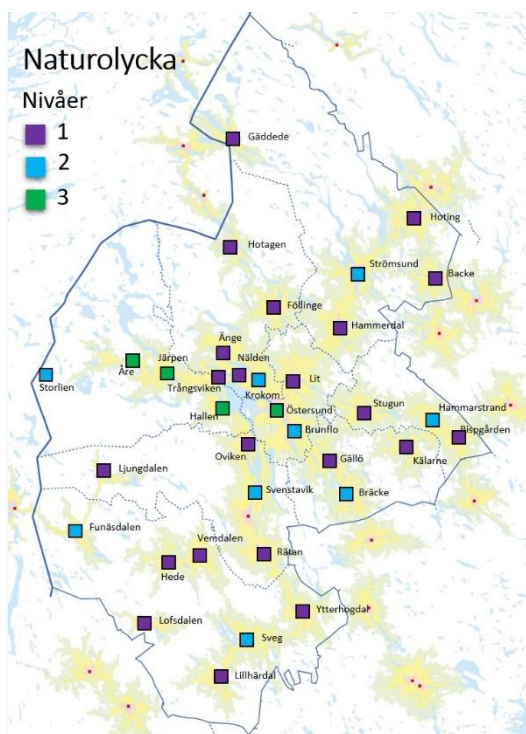 Naturolycka
Nivåer
1
2
3
Gäddede
Hoting
Hotagen
Strömsund
Backe
Föllinge
Hammerdal
Änge
Järpen
Nälden
Åre
Storlien
Trångsviken
Krokom
Lit
Hallen
Östersund
Stugun
Hammarstrand
Brunflo
Bispgården
Oviken
Gällö
Kälarne
Ljungdalen
Svenstavik
Bräcke
Funäsdalen
Vemdalen
Rätan
Hede
Ytterhogdal
Lofsdalen
Sveg
Lillhärdal